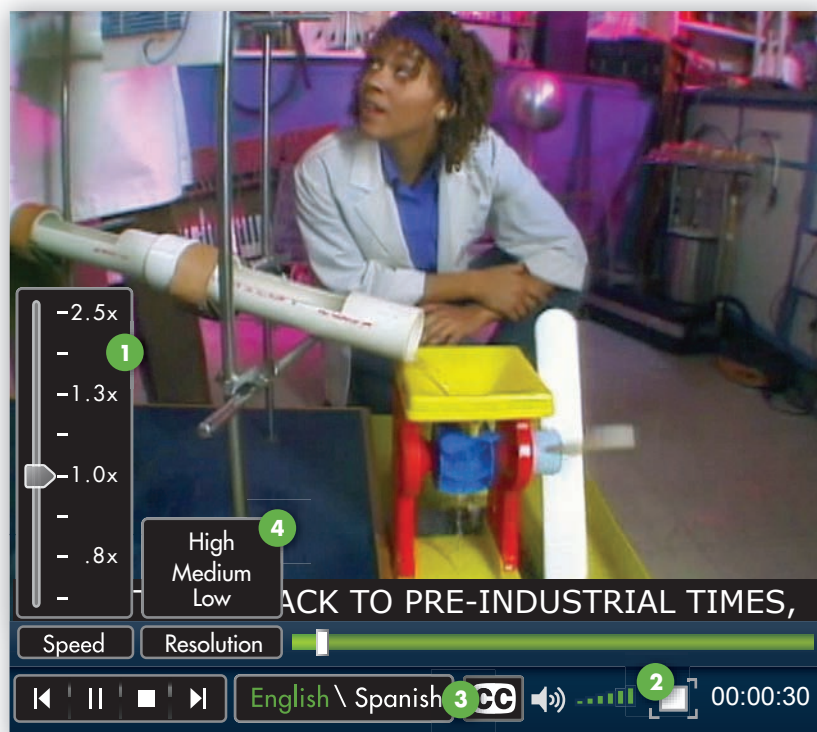 -2.5x
1
-1.3x
-1.0x
.8x
4
High
Medium
Low
ACK TO PRE-INDUSTRIAL TIMES,
Speed
Resolution
English \ Spanish
3
CC
2
00:00:30